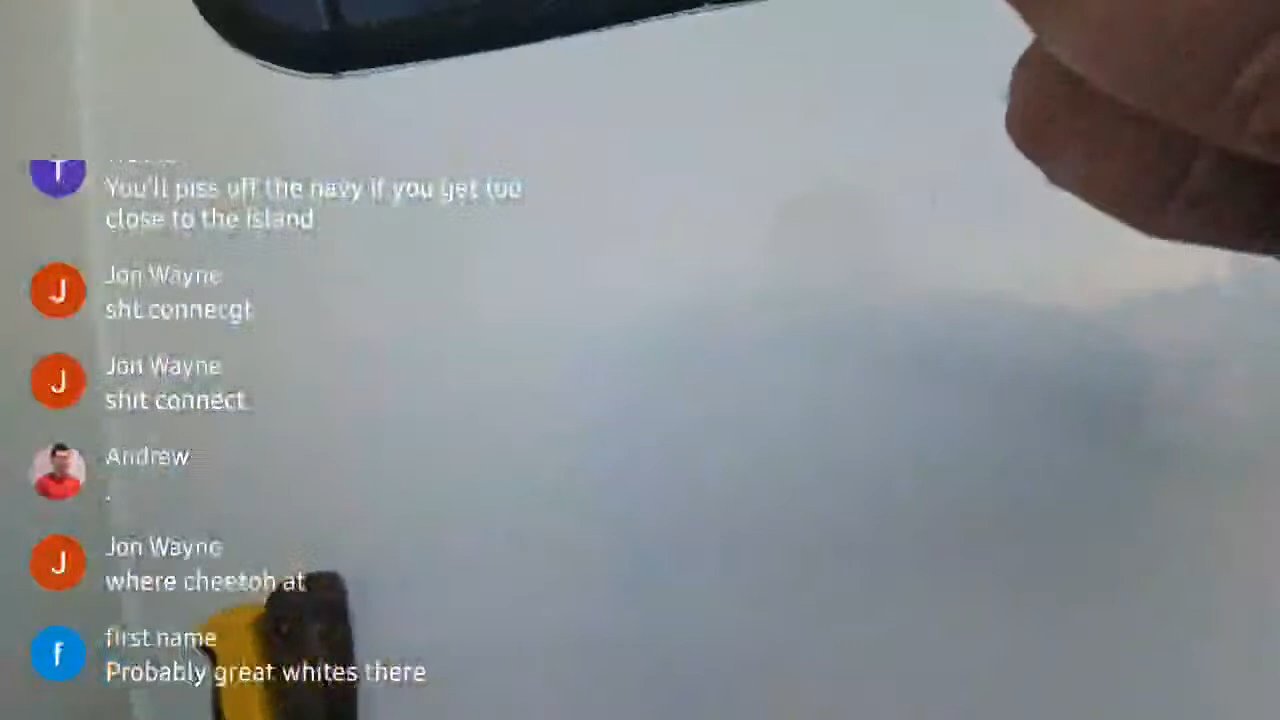 T
You'll piss off the navy if you get too
close to the island
J
Jon Wayne
sht connecgt
J
Jon Wayne
shit connect
Andrew
.
J
Jon Wayne
where cheetoh at
f
first name
Probably great whites there